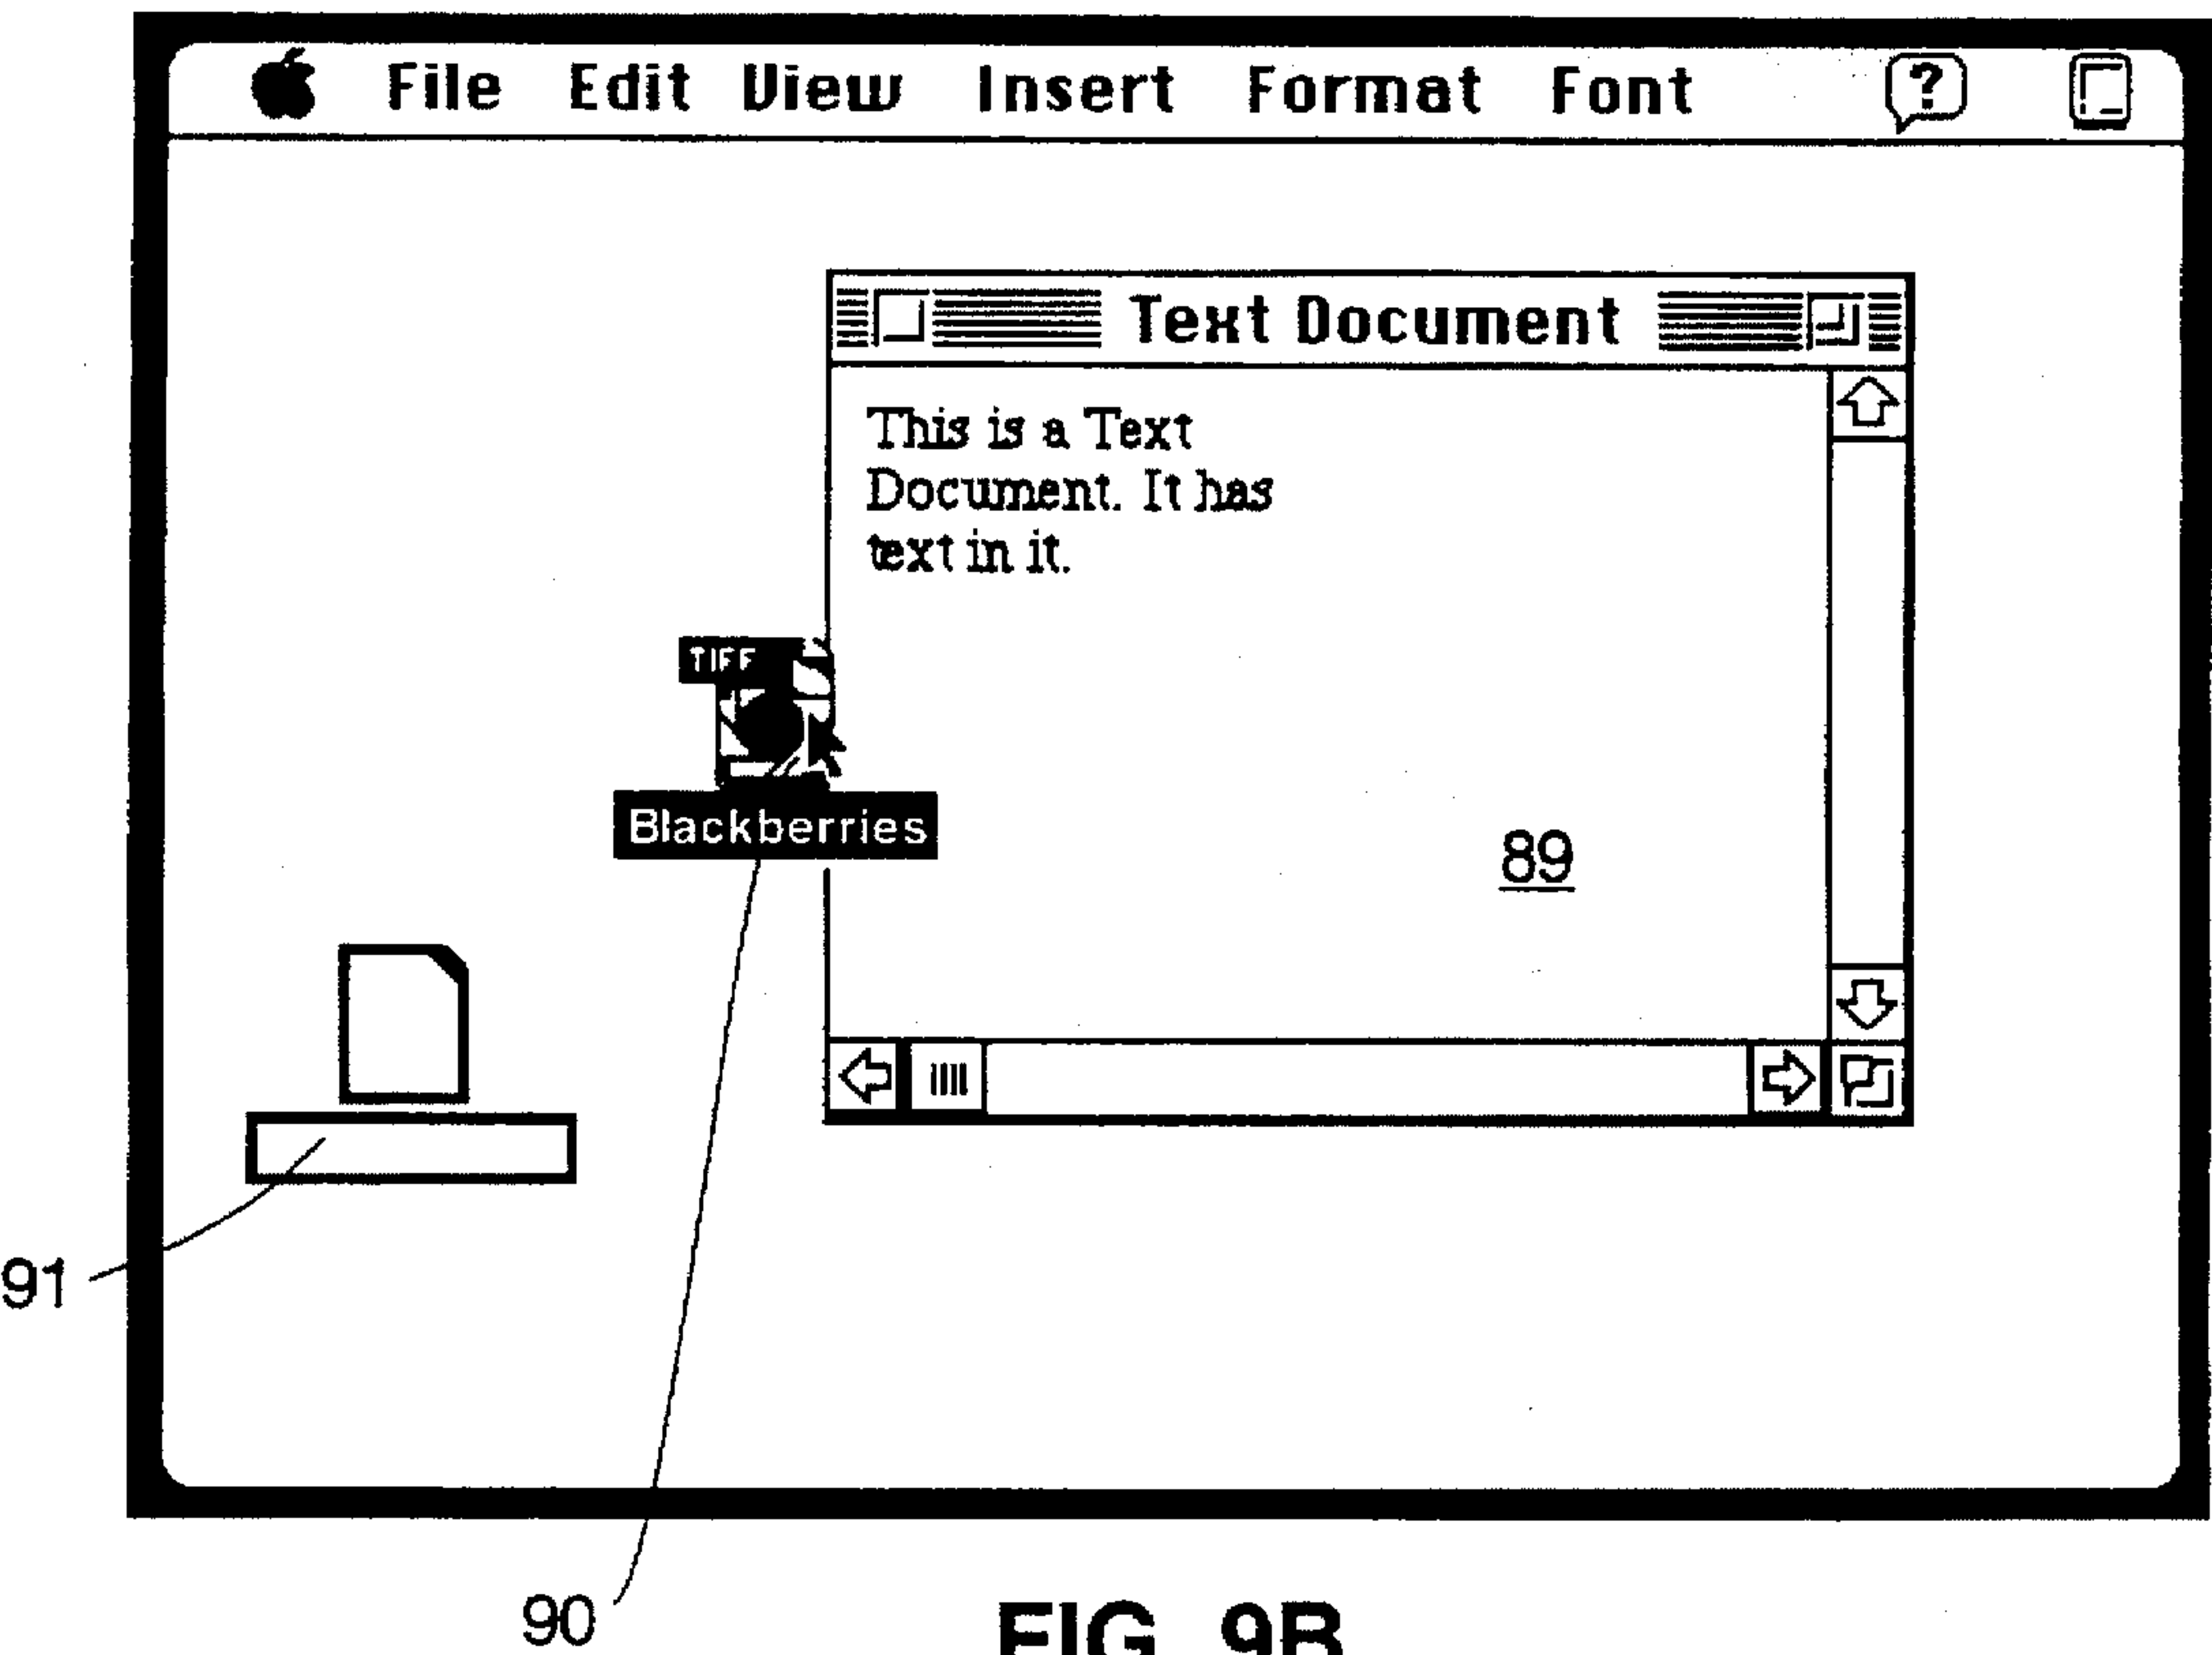 File Edit View Insert Format Font ?
Text Document
This is a Text
Document. It has
text in it.
TIFF
Blackberries
89
91
90
FIG. 9B